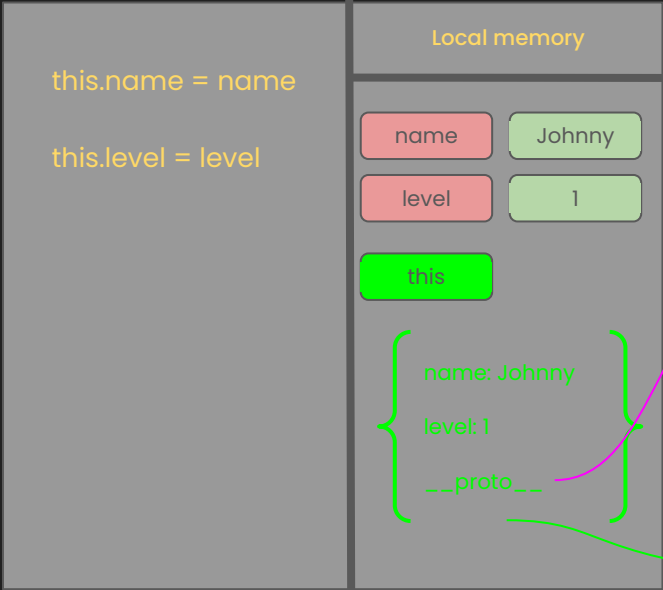 this.name = name
this.level = level
Local memory
name Johnny
level 1
this
name: Johnny
level: 1
__proto__